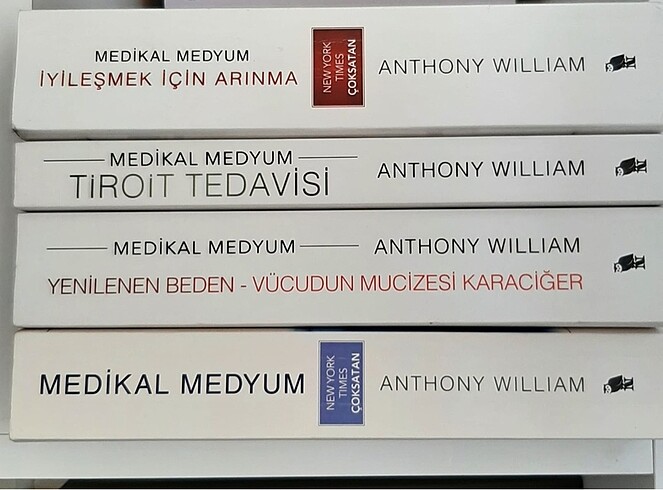 MEDİKAL MEDYUM
İYİLEŞMEK İÇİN ARINMA
NEW YORK
TIMES
ÇOKSATAN
ANTHONY WILLIAM
MEDİKAL MEDYUM
TİROİT TEDAVİSİ
ANTHONY WILLIAM
MEDİKAL MEDYUM
ANTHONY WILLIAM
YENİLENEN BEDEN - VÜCUDUN MUCİZESİ KARACİĞER
MEDİKAL MEDYUM
NEW YORK
TIMES
ÇOKSATAN
ANTHONY WILLIAM